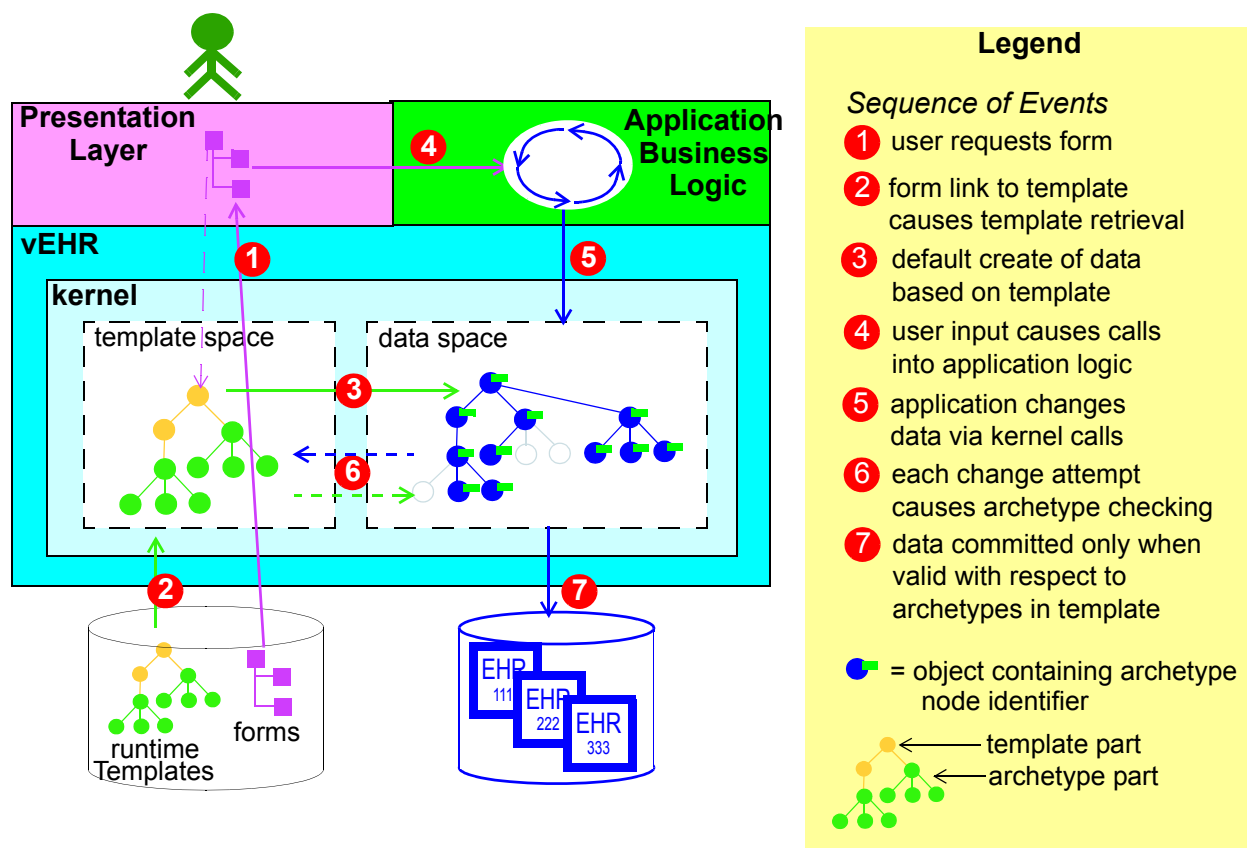 Presentation
Layer
4
Application
Business
Logic
vEHR
1
5
kernel
template space
data space
3
6
2
7
runtime
Templates
forms
EHR
111
EHR
222
EHR
333
Legend
Sequence of Events
1 user requests form
2 form link to template
causes template retrieval
3 default create of data
based on template
4 user input causes calls
into application logic
5 application changes
data via kernel calls
6 each change attempt
causes archetype checking
7 data committed only when
valid with respect to
archetypes in template
= object containing archetype
node identifier
template part
archetype part